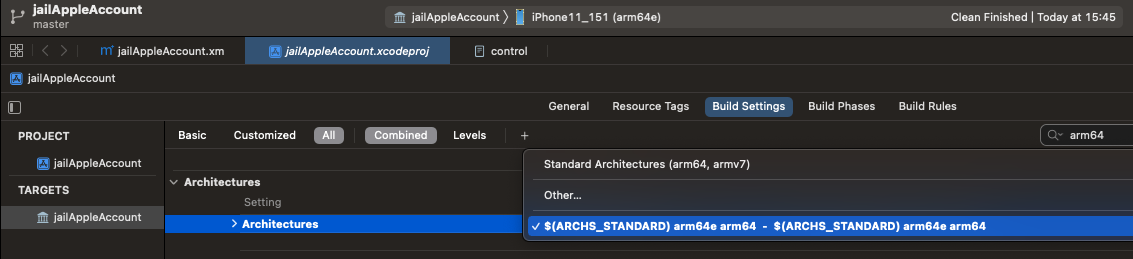 jailAppleAccount
master
jailAppleAccount
iPhone11_151 (arm64e)
Clean Finished | Today at 15:45
jailAppleAccount.xm
jailAppleAccount.xcodeproj
control
jailAppleAccount
General
Resource Tags
Build Settings
Build Phases
Build Rules
PROJECT
jailAppleAccount
TARGETS
jailAppleAccount
Basic
Customized
All
Combined
Levels
+
arm64
Architectures
Setting
Architectures
Standard Architectures (arm64, armv7)
Other...
$(ARCHS_STANDARD) arm64e arm64 - $(ARCHS_STANDARD) arm64e arm64